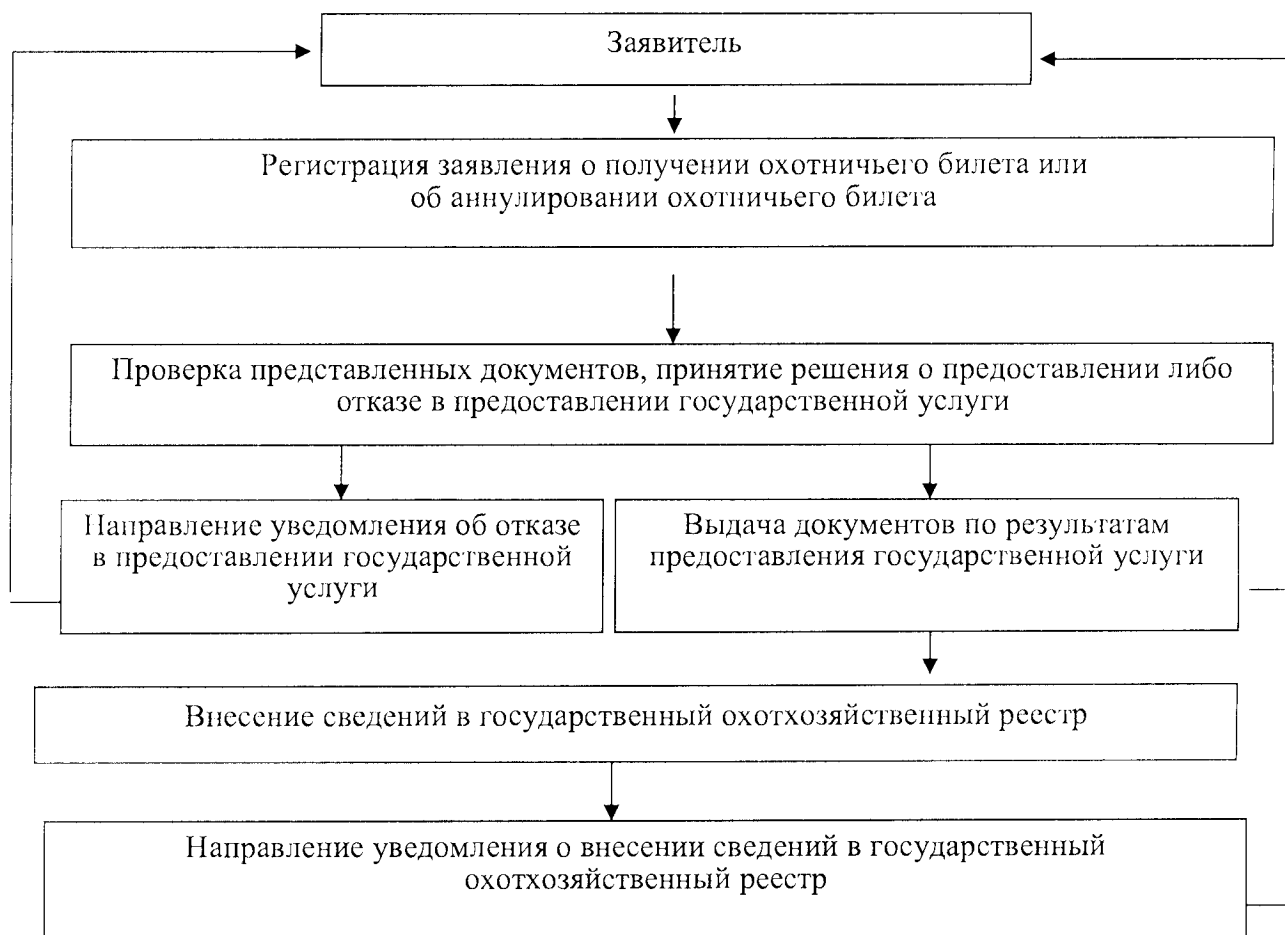 Заявитель
Регистрация заявления о получении охотничьего билета или
об аннулировании охотничьего билета
Проверка представленных документов, принятие решения о предоставлении либо
отказе в предоставлении государственной услуги
Направление уведомления об отказе
в предоставлении государственной
услуги
Выдача документов по результатам
предоставления государственной услуги
Внесение сведений в государственный охотхозяйственный реестр
Направление уведомления о внесении сведений в государственный
охотхозяйственный реестр